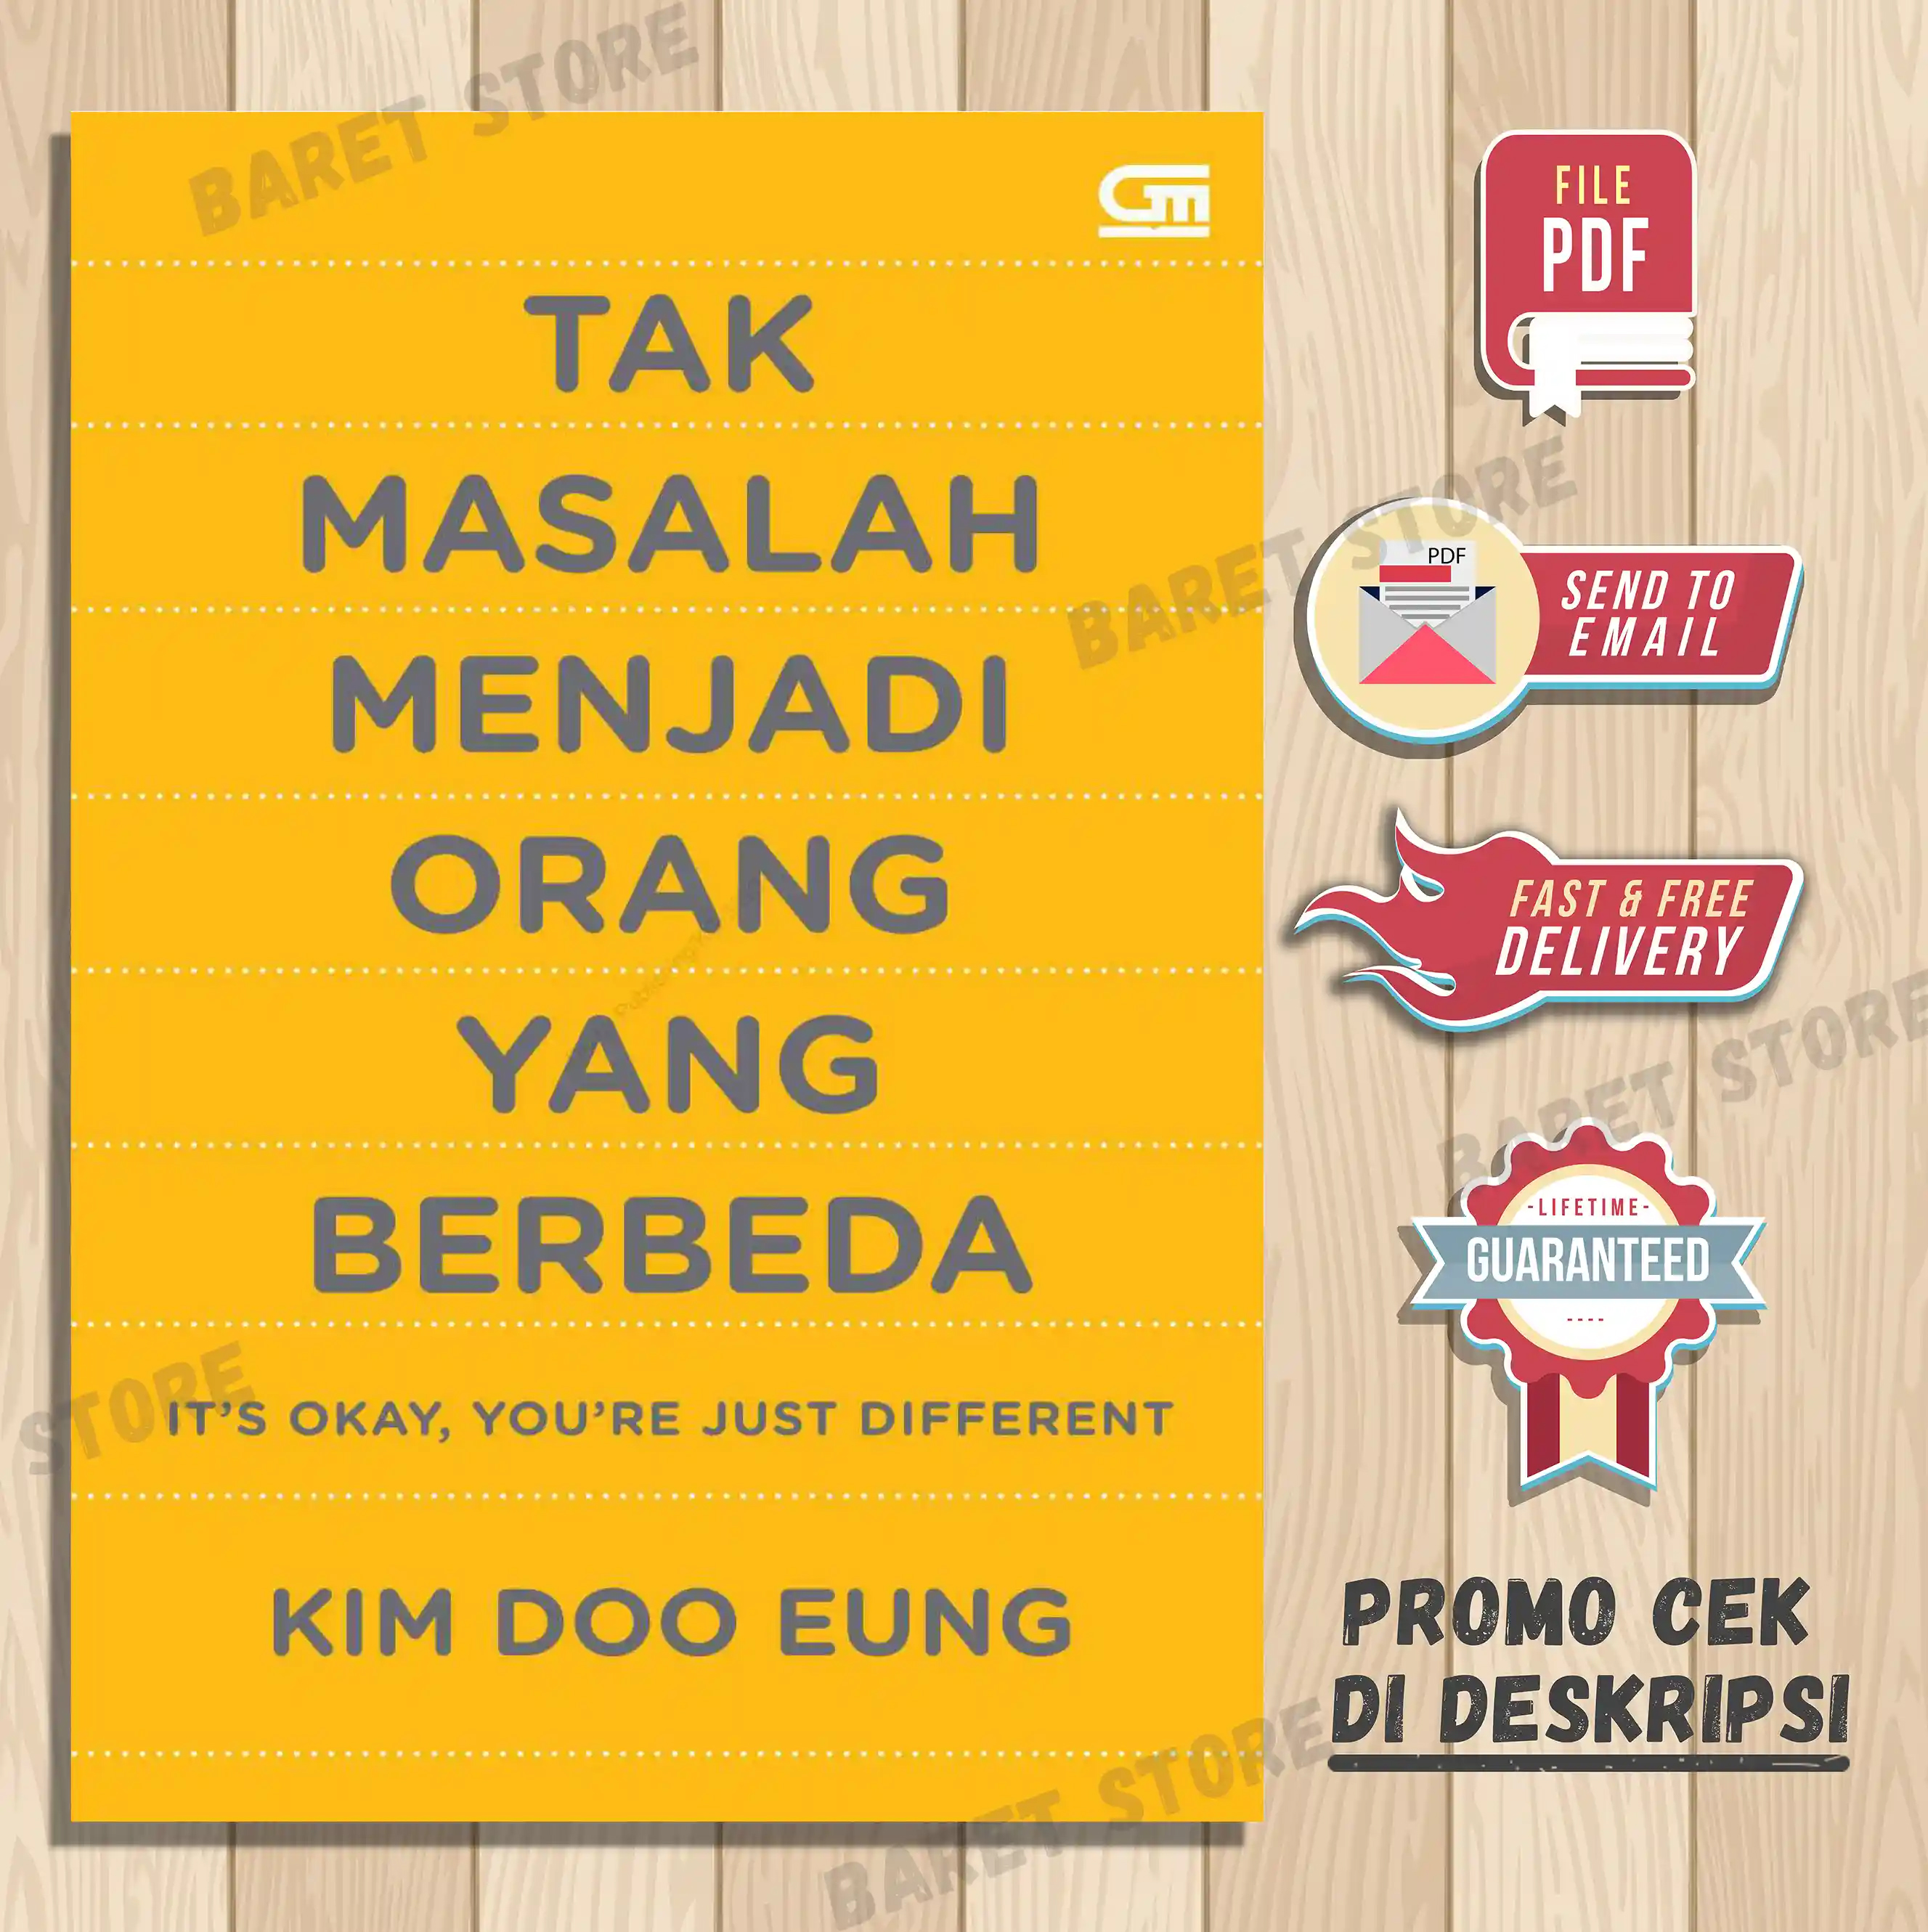 BARET STORE
GM
TAK
MASALAH
MENJADI
ORANG
YANG
BERBEDA
IT'S OKAY, YOU'RE JUST DIFFERENT
KIM DOO EUNG
FILE
PDF
BARET STORE
PDF
SEND TO
EMAIL
FAST & FREE
DELIVERY
BARET STORE
-LIFETIME-
GUARANTEED
----
STORE
PROMO CEK
DI DESKRIPSI
BARET STORE